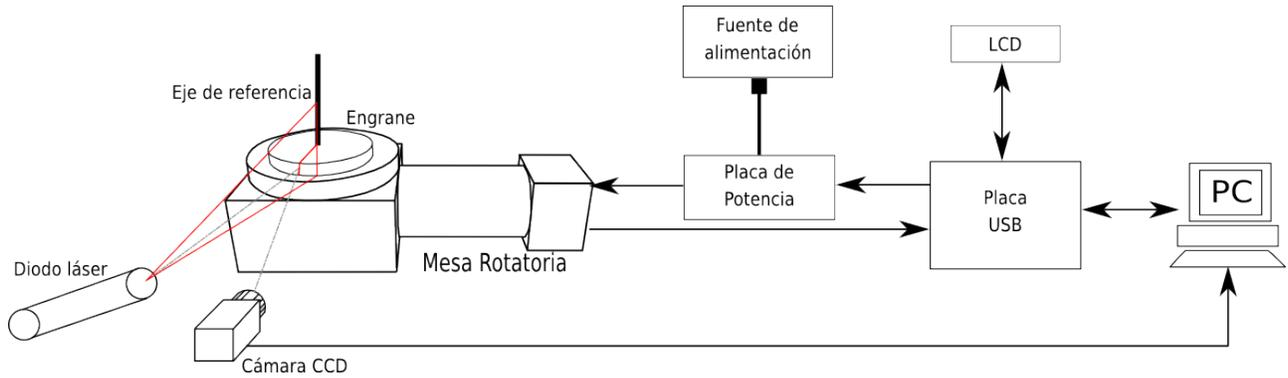 Fuente de
alimentación
LCD
Eje de referencia
Engrane
Placa de
Potencia
Placa
USB
PC
Mesa Rotatoria
Diodo láser
Cámara CCD